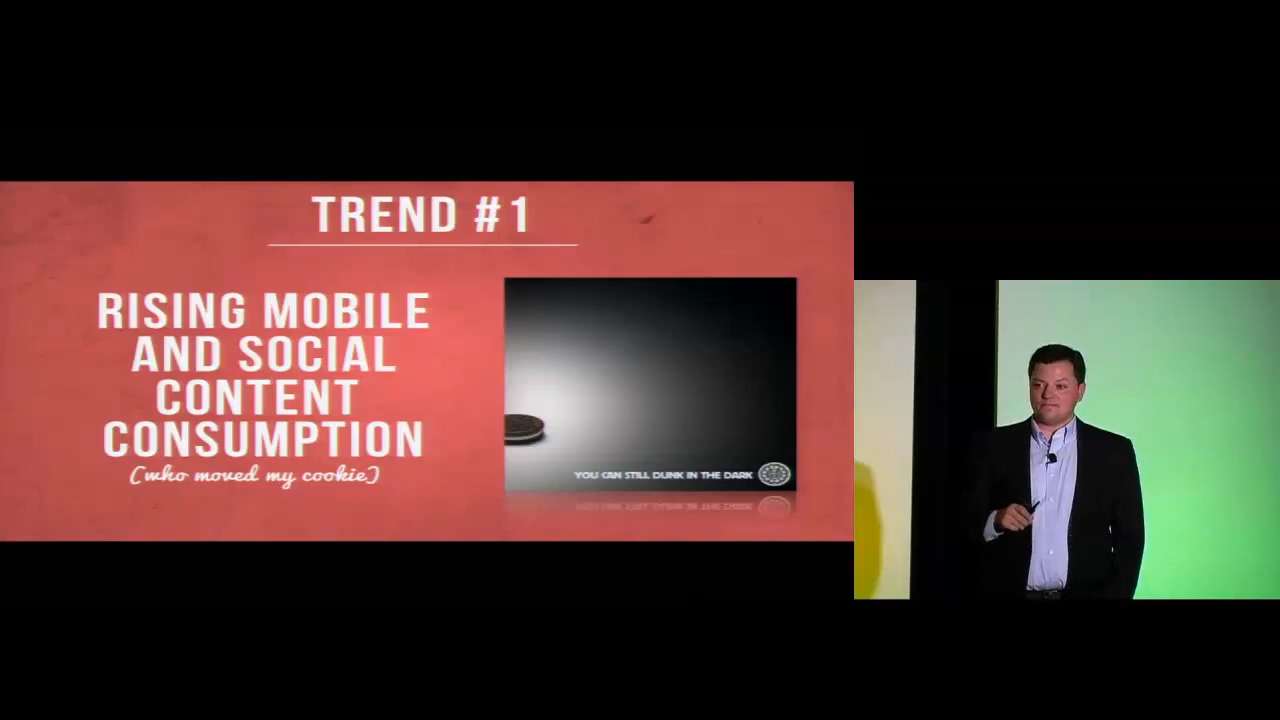 TREND #1
RISING MOBILE
AND SOCIAL
CONTENT
CONSUMPTION
(who moved my cookie)
YOU CAN STILL DUNK IN THE DARK